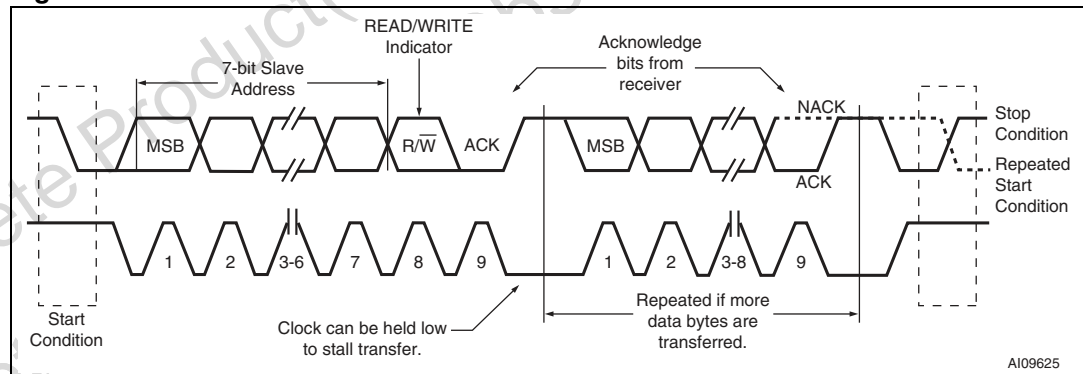 READ/WRITE
Indicator
7-bit Slave
Address
Acknowledge
bits from
receiver
NACK
Stop
Condition
MSB
R/W
ACK
MSB
ACK
Repeated
Start
Condition
1
2
3-6
7
8
9
1
2
3-8
9
Start
Condition
Clock can be held low
to stall transfer.
Repeated if more
data bytes are
transferred.
AI09625